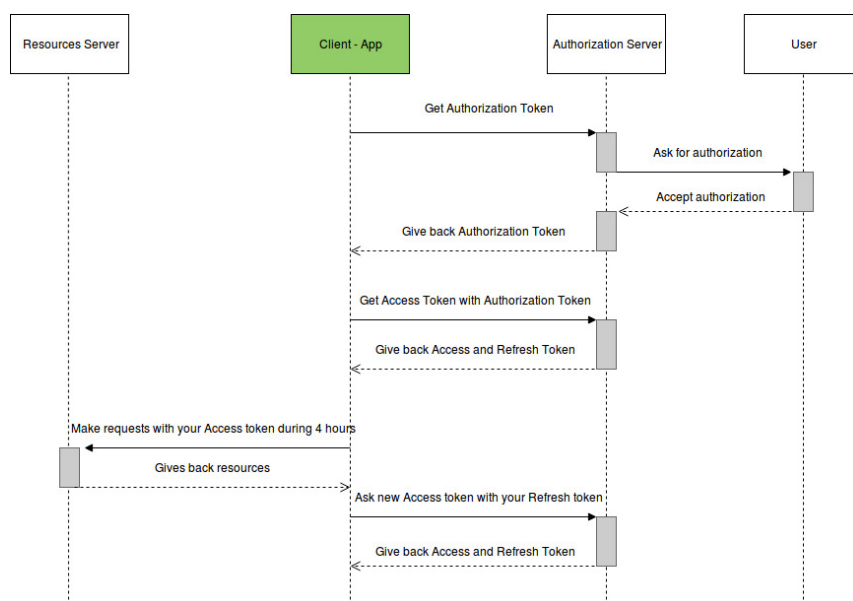 Resources Server
Client - App
Authorization Server
User
Get Authorization Token
Ask for authorization
Accept authorization
Give back Authorization Token
Get Access Token with Authorization Token
Give back Access and Refresh Token
Make requests with your Access token during 4 hours
Gives back resources
Ask new Access token with your Refresh token
Give back Access and Refresh Token